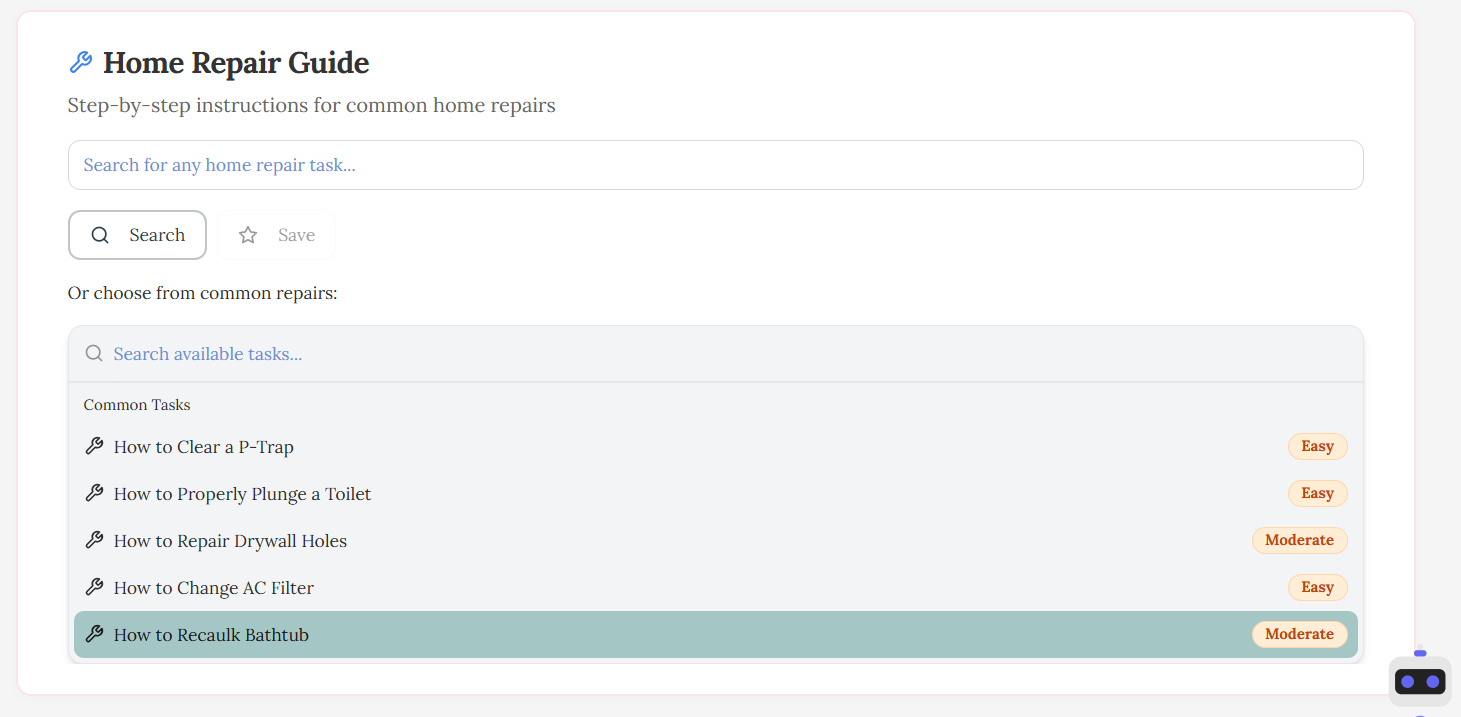 Home Repair Guide
Step-by-step instructions for common home repairs
Search for any home repair task...
Search Save
Or choose from common repairs:
Search available tasks...
Common Tasks
How to Clear a P-Trap Easy
How to Properly Plunge a Toilet Easy
How to Repair Drywall Holes Moderate
How to Change AC Filter Easy
How to Recaulk Bathtub Moderate